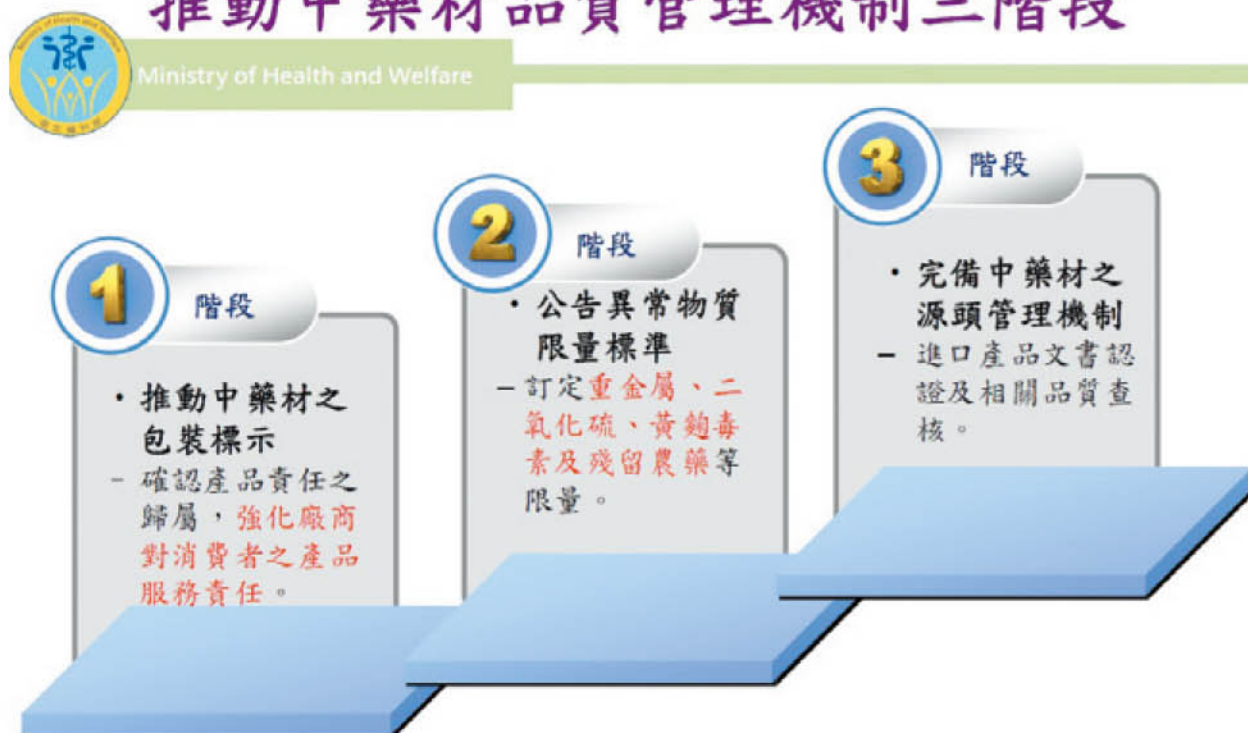 推動中藥材品質管理機制三階段
Ministry of Health and Welfare
1
階段
・推動中藥材之
包裝標示
- 確認產品責任之
歸屬，強化廠商
對消費者之產品
服務責任。
2
階段
・公告異常物質
限量標準
– 訂定重金屬、二
氧化硫、黃麴毒
素及殘留農藥等
限量。
3
階段
・完備中藥材之
源頭管理機制
– 進口產品文書認
證及相關品質查
核。